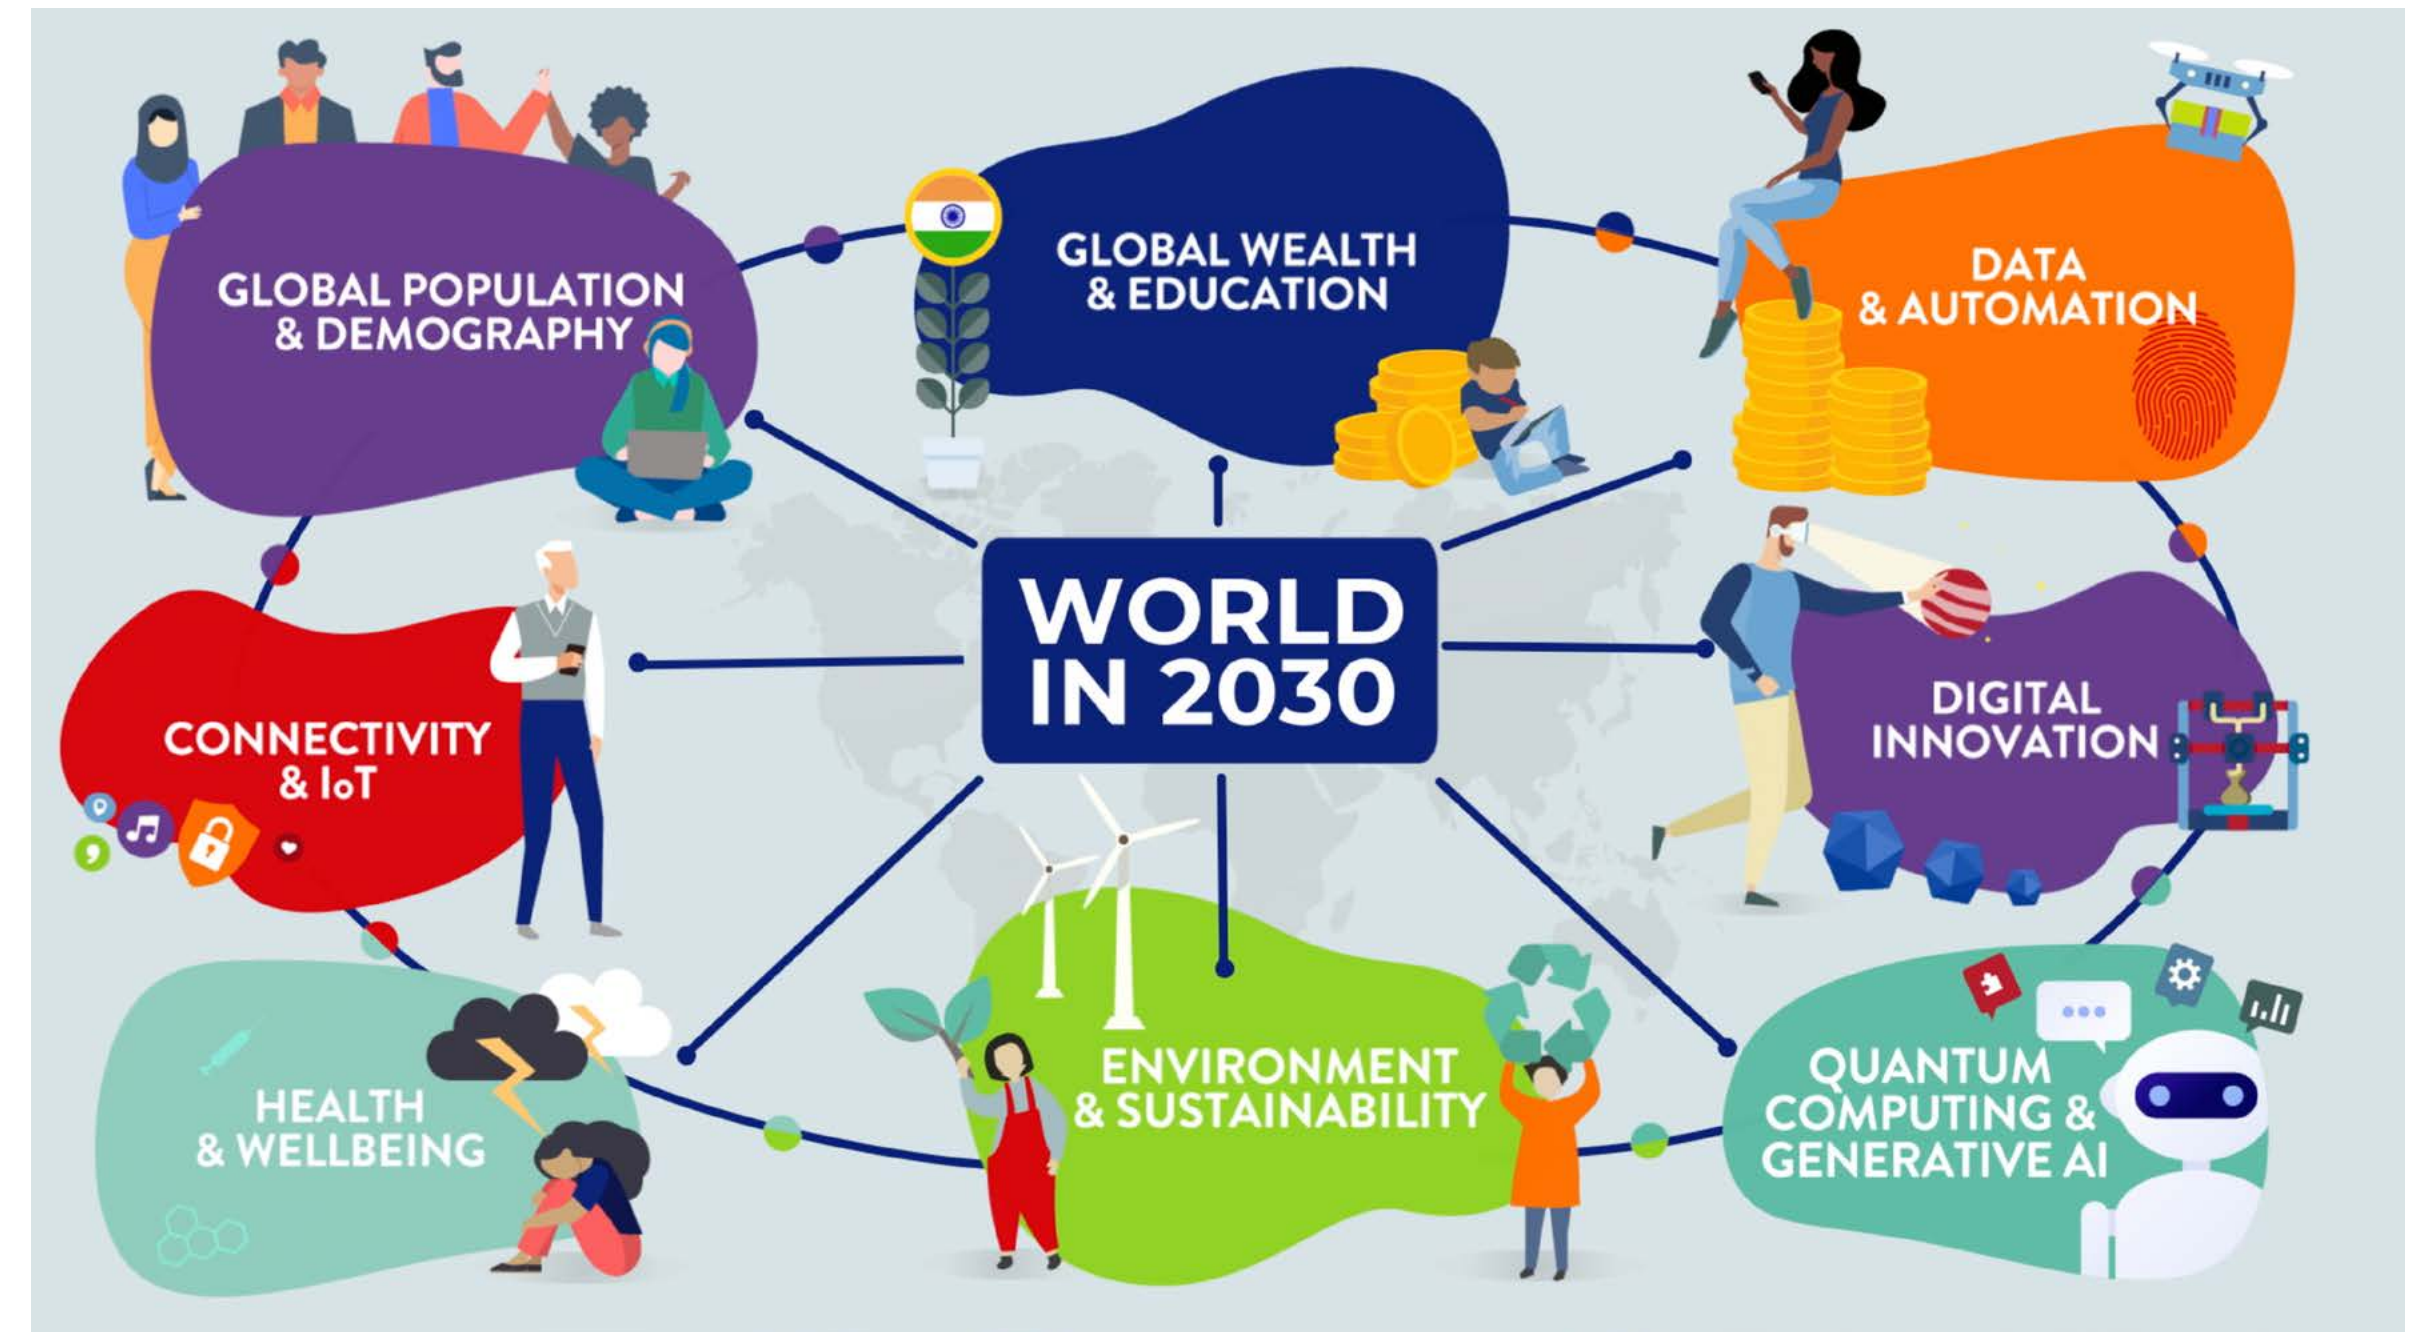 GLOBAL POPULATION
& DEMOGRAPHY
GLOBAL WEALTH
& EDUCATION
DATA
& AUTOMATION
WORLD
IN 2030
CONNECTIVITY
& IoT
DIGITAL
INNOVATION
HEALTH
& WELLBEING
ENVIRONMENT
& SUSTAINABILITY
QUANTUM
COMPUTING &
GENERATIVE AI